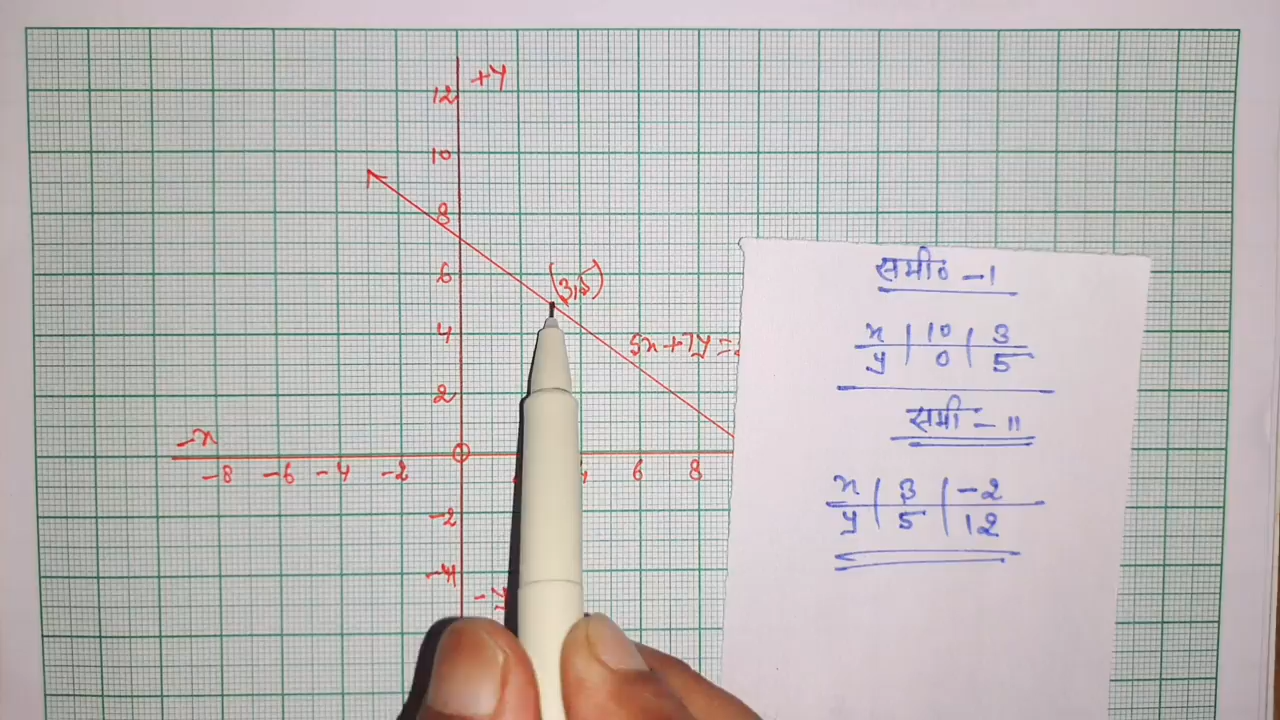 +y
12
10
8
6
(3,5)
4
5x+7y=
2
-x
-8 -6 -4 -2 0 6 8
-2
-4
-y
समी० -I
x | 10 | 3
y | 0 | 5
समी - II
x | 3 | -2
y | 5 | 12